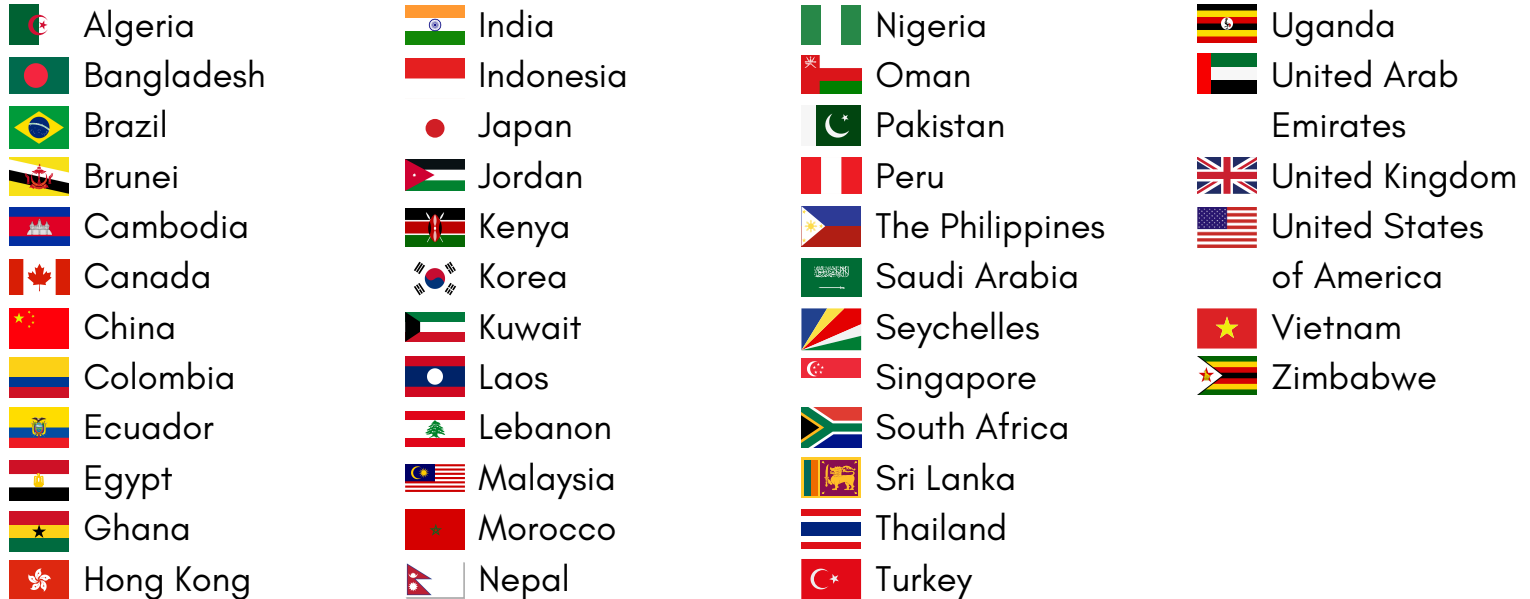 Algeria
Bangladesh
Brazil
Brunei
Cambodia
Canada
China
Colombia
Ecuador
Egypt
Ghana
Hong Kong
India
Indonesia
Japan
Jordan
Kenya
Korea
Kuwait
Laos
Lebanon
Malaysia
Morocco
Nepal
Nigeria
Oman
Pakistan
Peru
The Philippines
Saudi Arabia
Seychelles
Singapore
South Africa
Sri Lanka
Thailand
Turkey
Uganda
United Arab
Emirates
United Kingdom
United States
of America
Vietnam
Zimbabwe